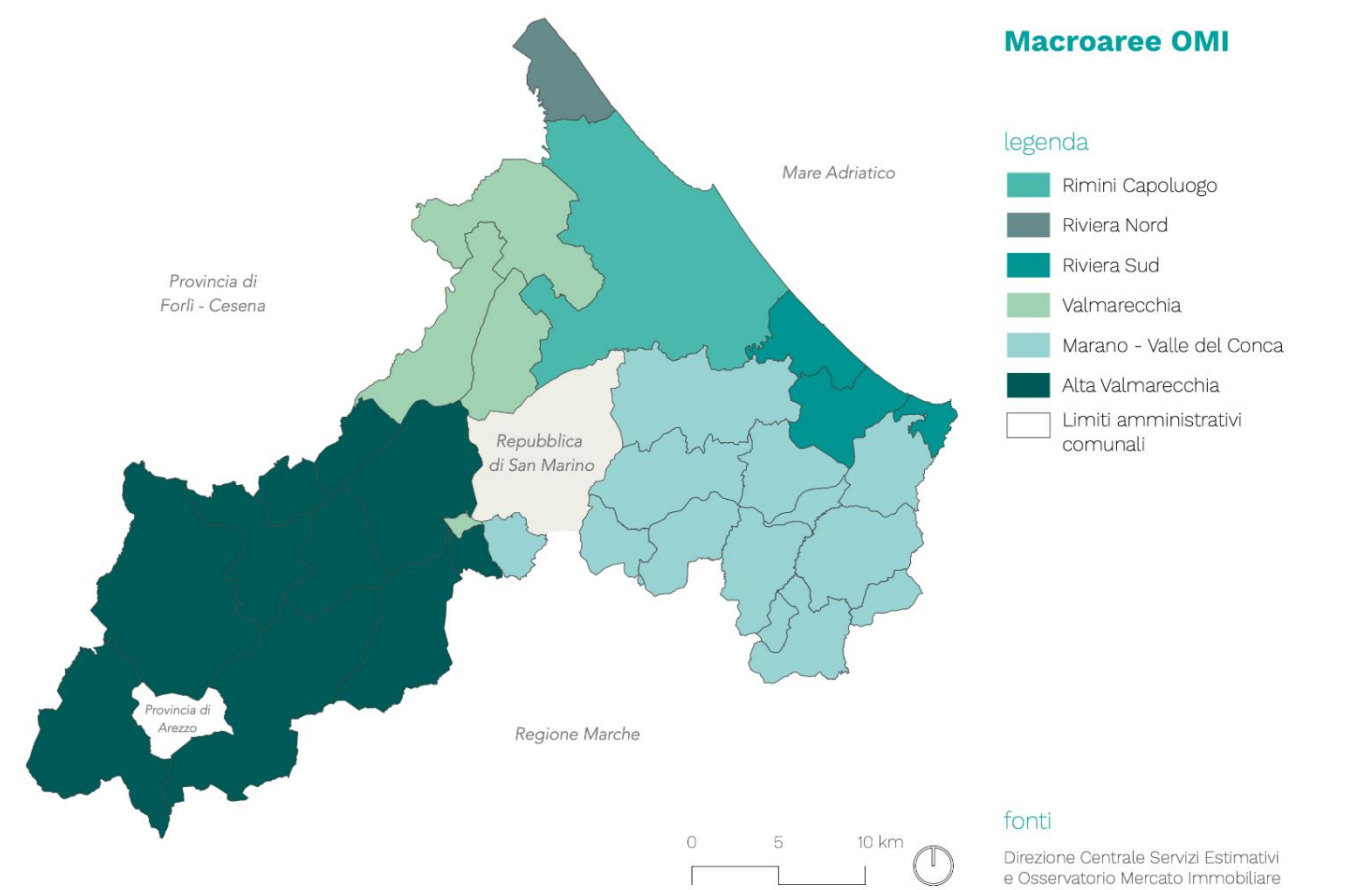 Macroaree OMI
legenda
Rimini Capoluogo
Riviera Nord
Riviera Sud
Valmarecchia
Marano - Valle del Conca
Alta Valmarecchia
Limiti amministrativi
comunali
Mare Adriatico
Provincia di
Forlì - Cesena
Repubblica
di San Marino
Provincia di
Arezzo
Regione Marche
0 5 10 km
fonti
Direzione Centrale Servizi Estimativi
e Osservatorio Mercato Immobiliare